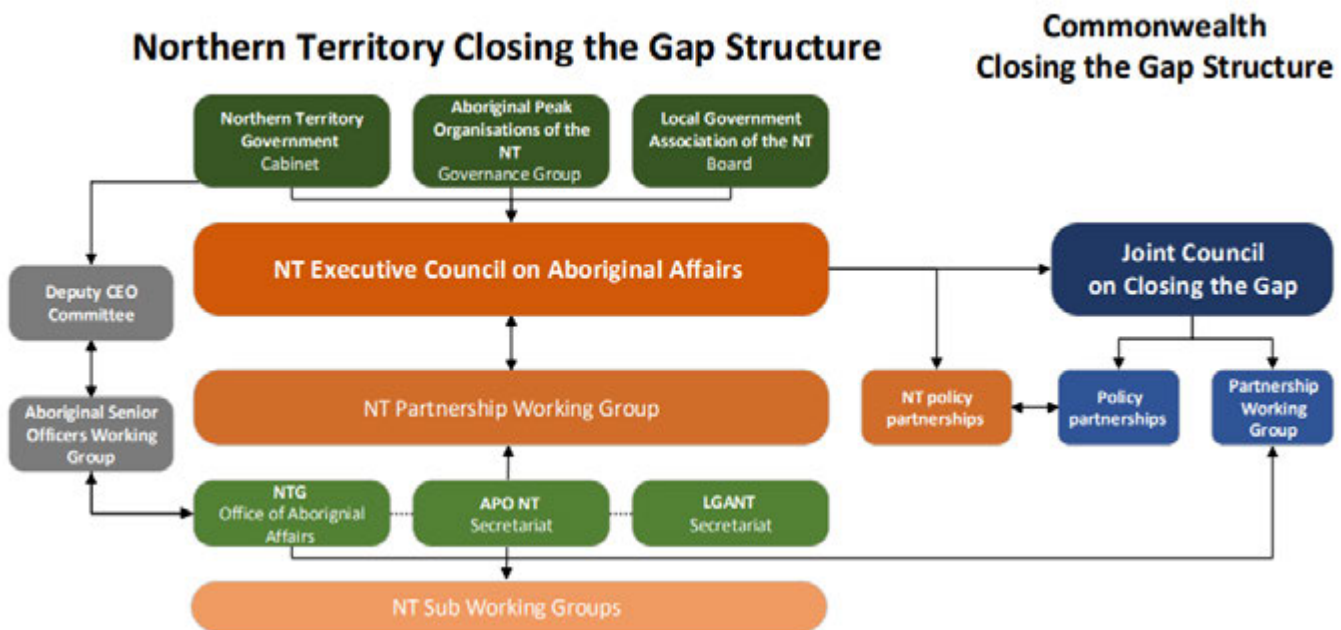 Northern Territory Closing the Gap Structure
Commonwealth
Closing the Gap Structure
Northern Territory
Government
Cabinet
Aboriginal Peak
Organisations of the
NT
Governance Group
Local Government
Association of the NT
Board
NT Executive Council on Aboriginal Affairs
Joint Council
on Closing the Gap
Deputy CEO
Committee
NT Partnership Working Group
NT policy
partnerships
Policy
partnerships
Partnership
Working
Group
Aboriginal Senior
Officers Working
Group
NTG
Office of Aborignial
Affairs
APO NT
Secretariat
LGANT
Secretariat
NT Sub Working Groups